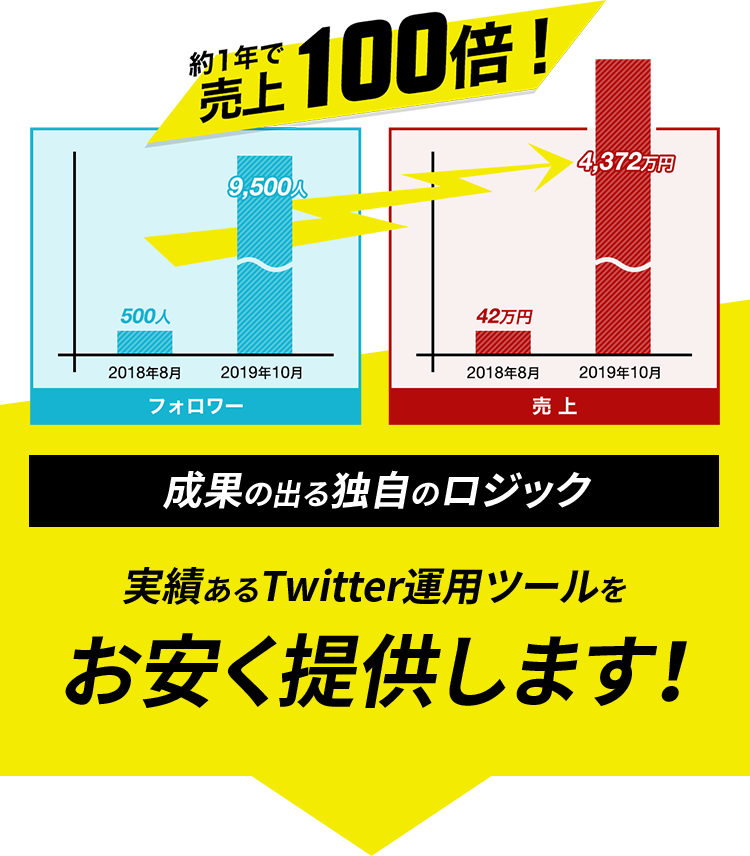 約1年で
売上100倍！
9,500人
500人
2018年8月
2019年10月
フォロワー
4,372万円
42万円
2018年8月
2019年10月
売上
成果の出る独自のロジック
実績あるTwitter運用ツールを
お安く提供します!